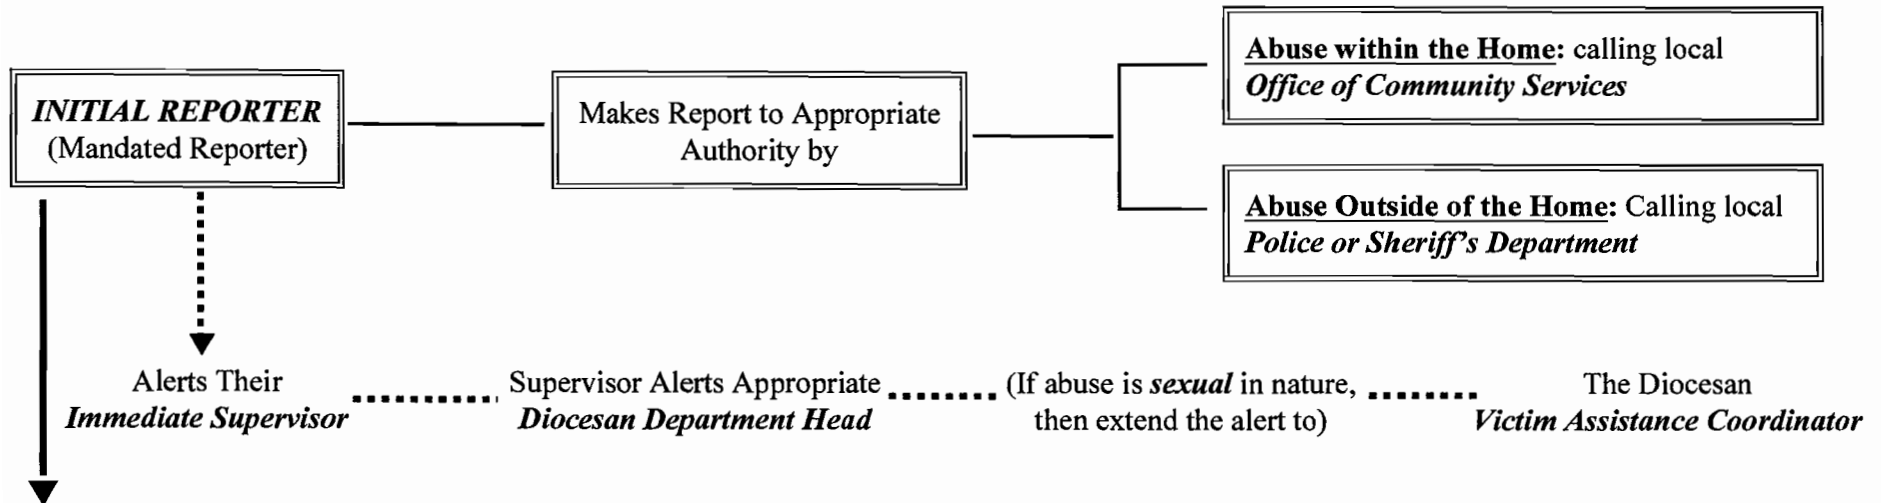 INITIAL REPORTER
(Mandated Reporter)
Makes Report to Appropriate
Authority by
Abuse within the Home: calling local
Office of Community Services
Abuse Outside of the Home: Calling local
Police or Sheriff's Department
Alerts Their
Immediate Supervisor
Supervisor Alerts Appropriate
Diocesan Department Head
(If abuse is sexual in nature,
then extend the alert to)
The Diocesan
Victim Assistance Coordinator